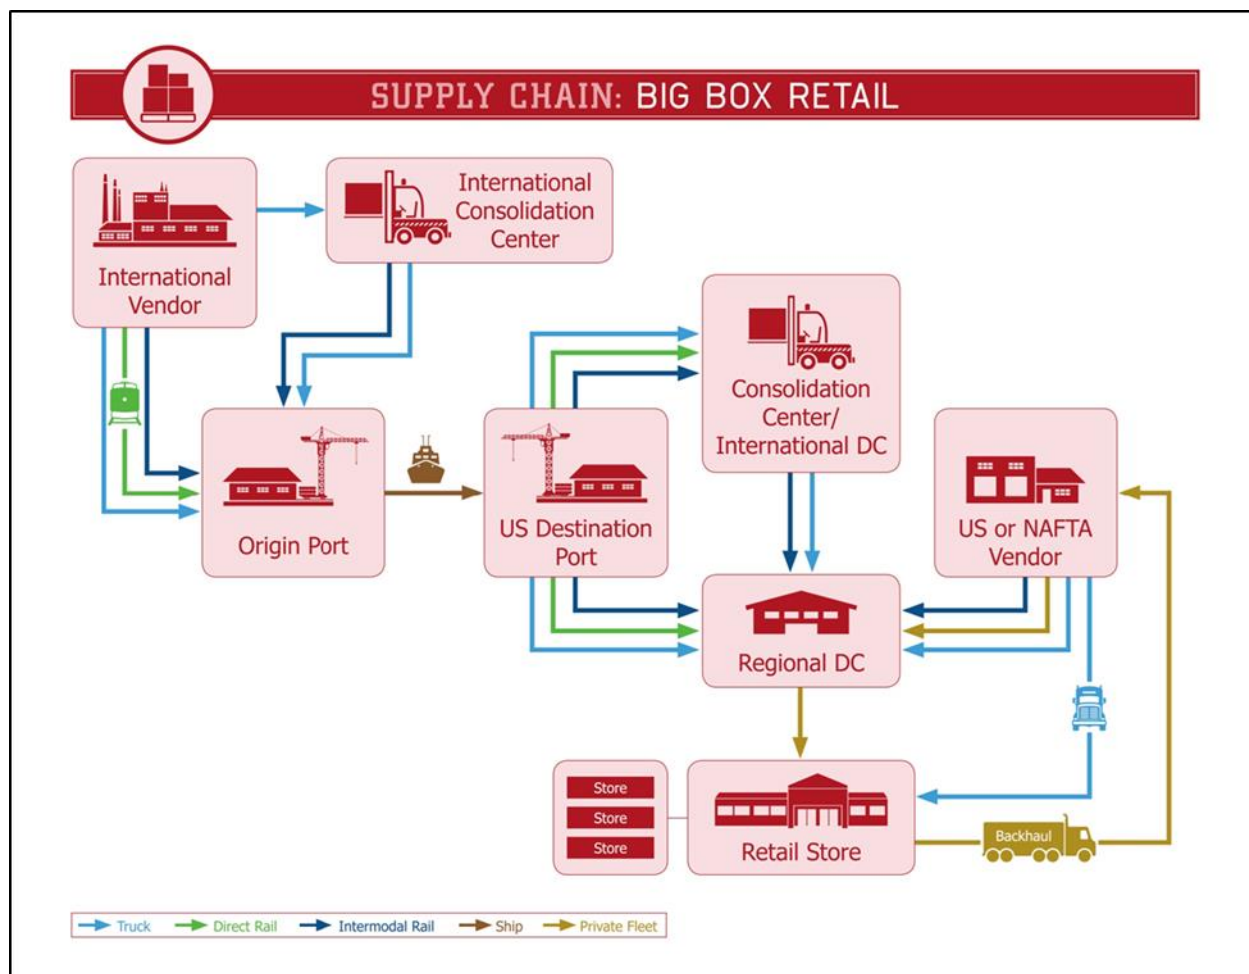 SUPPLY CHAIN: BIG BOX RETAIL
International
Vendor
International
Consolidation
Center
Origin Port
US Destination
Port
Consolidation
Center/
International DC
US or NAFTA
Vendor
Regional DC
Store
Store
Store
Retail Store
Backhaul
Truck
Direct Rail
Intermodal Rail
Ship
Private Fleet